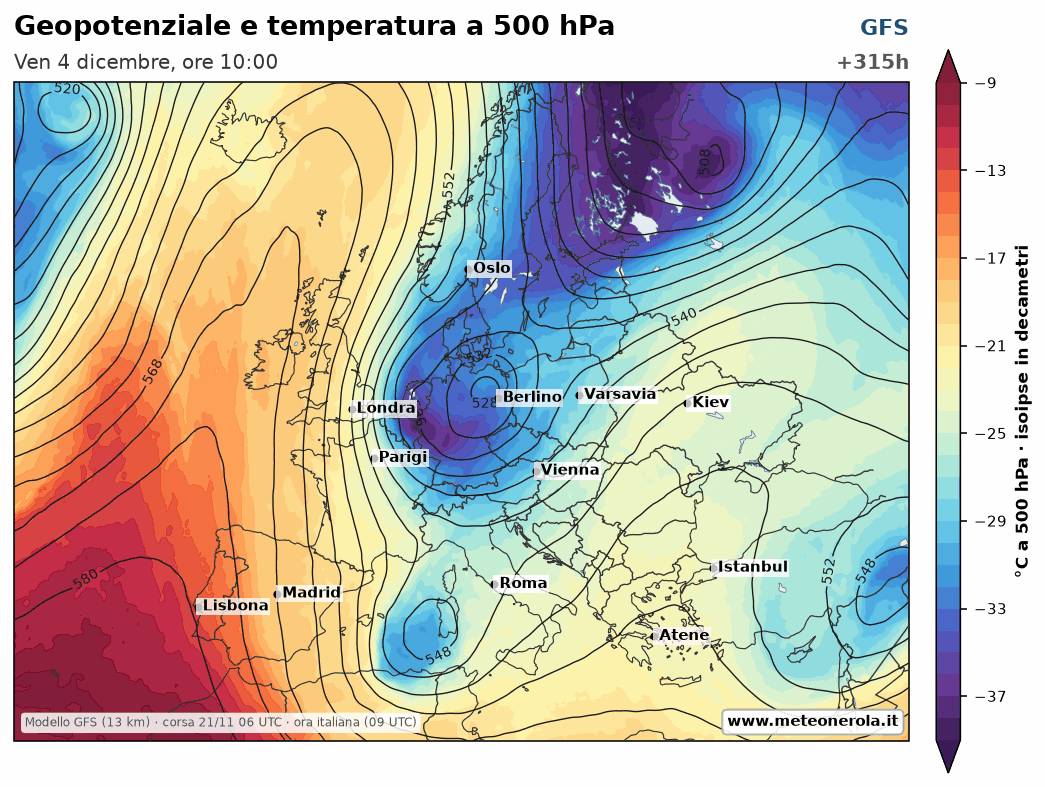 Geopotenziale e temperatura a 500 hPa
GFS
Ven 4 dicembre, ore 10:00
+315h
520
552
508
Oslo
540
568
532
528
Berlino
Varsavia
Kiev
Londra
Parigi
Vienna
580
Lisbona
Madrid
Roma
Istanbul
552
548
Atene
548
Modello GFS (13 km) · corsa 21/11 06 UTC · ora italiana (09 UTC)
www.meteonerola.it
−9
−13
−17
−21
−25
−29
−33
−37
°C a 500 hPa · isoipse in decametri